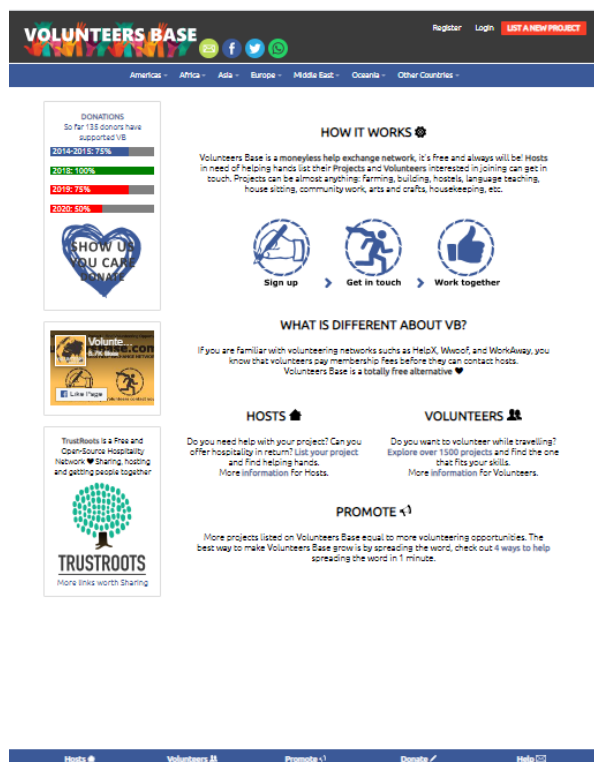 VOLUNTEERS BASE
Register Login LIST A NEW PROJECT
Americas Africa Asia Europe Middle East Oceania Other Countries
DONATIONS
So far 135 donors have
supported VB
2014-2015: 75%
2018: 100%
2019: 75%
2020: 50%
SHOW US
YOU CARE
DONATE
Volunte...
5.7K likes
Like Page
TrustRoots is a Free and
Open-Source Hospitality
Network ♥ Sharing, hosting
and getting people together
TRUSTROOTS
More links worth Sharing
HOW IT WORKS
Volunteers Base is a moneyless help exchange network, it's free and always will be! Hosts
in need of helping hands list their Projects and Volunteers interested in joining can get in
touch. Projects can be almost anything: farming, building, hostels, language teaching,
house sitting, community work, arts and crafts, housekeeping, etc.
Sign up Get in touch Work together
WHAT IS DIFFERENT ABOUT VB?
If you are familiar with volunteering networks suchs as HelpX, Wwoof, and WorkAway, you
know that volunteers pay membership fees before they can contact hosts.
Volunteers Base is a totally free alternative ♥
HOSTS
Do you need help with your project? Can you
offer hospitality in return? List your project
and find helping hands.
More information for Hosts.
VOLUNTEERS
Do you want to volunteer while travelling?
Explore over 1500 projects and find the one
that fits your skills.
More information for Volunteers.
PROMOTE
More projects listed on Volunteers Base equal to more volunteering opportunities. The
best way to make Volunteers Base grow is by spreading the word, check out 4 ways to help
spreading the word in 1 minute.
Hosts Volunteers Promote Donate Help